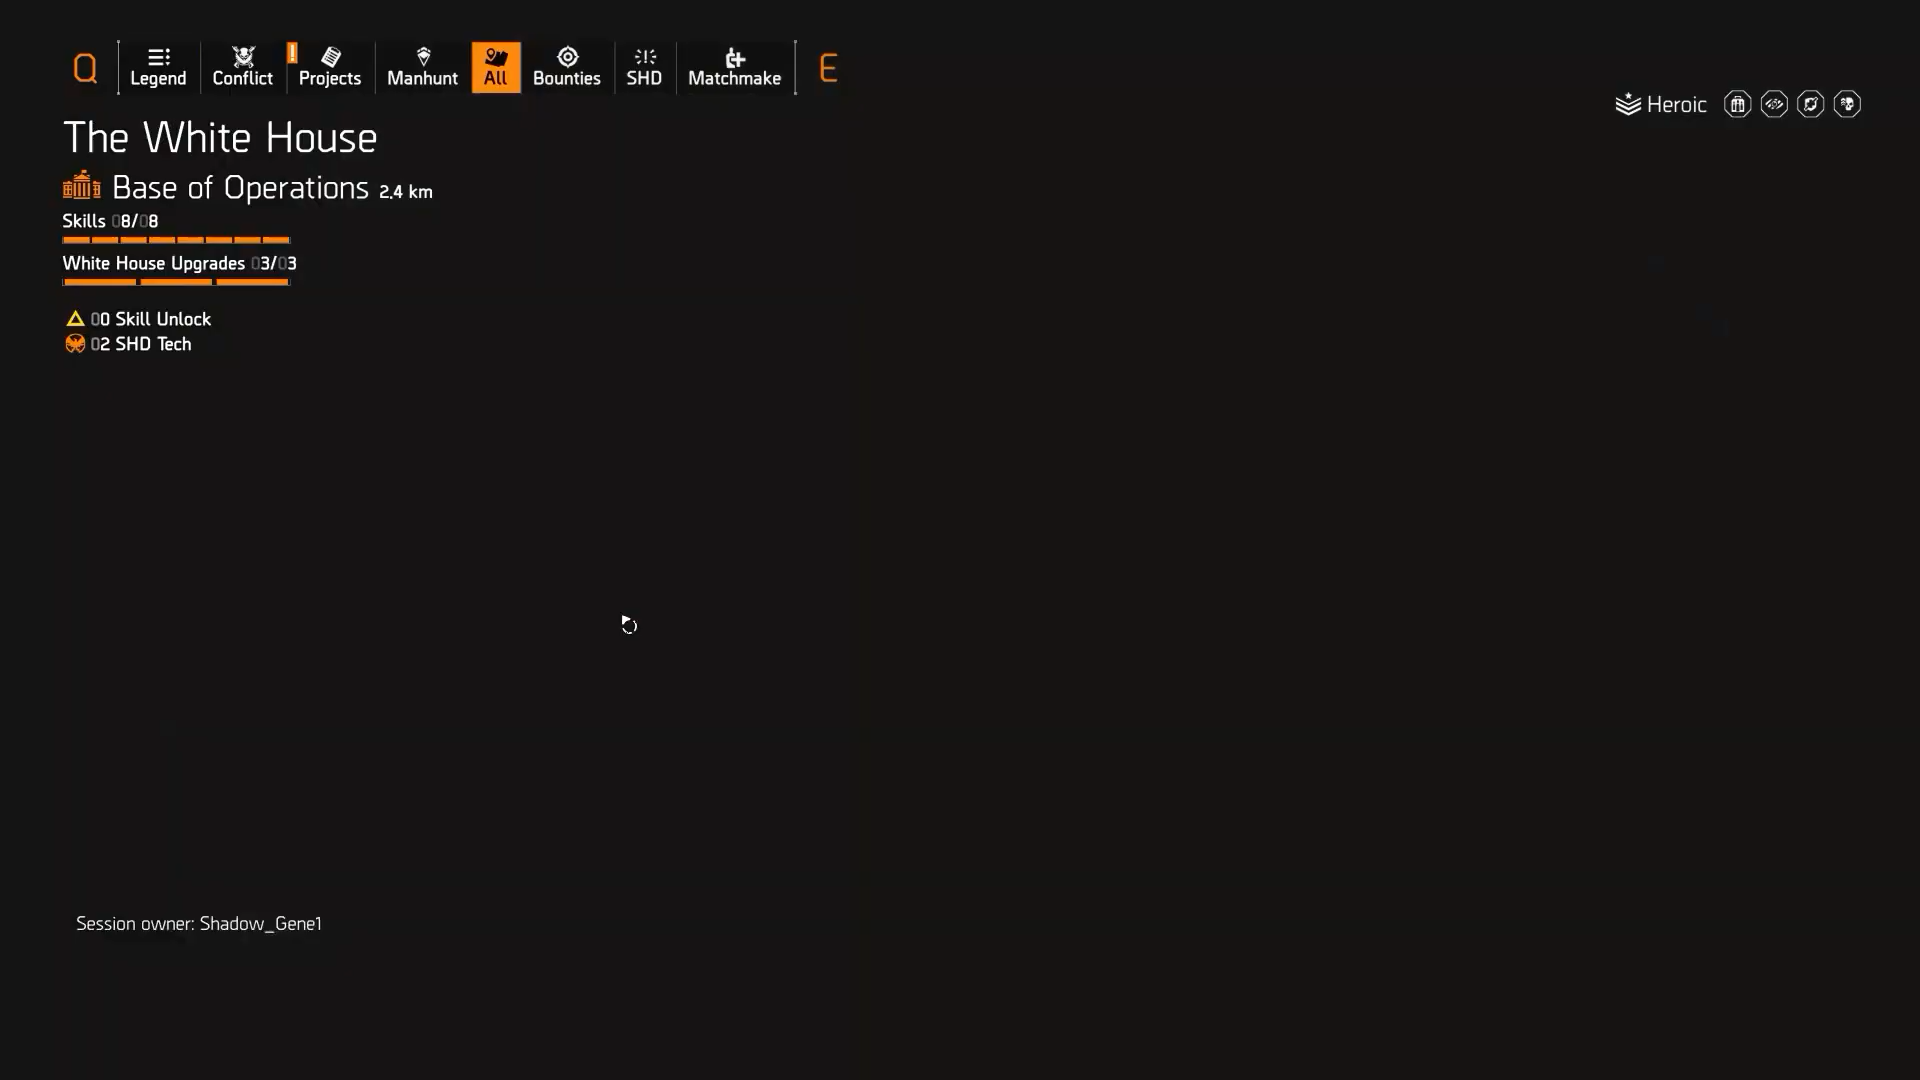 Q Legend Conflict ! Projects Manhunt All Bounties SHD Matchmake E
Heroic
The White House
Base of Operations 2.4 km
Skills 08/08
White House Upgrades 03/03
00 Skill Unlock
02 SHD Tech
Session owner: Shadow_Gene1